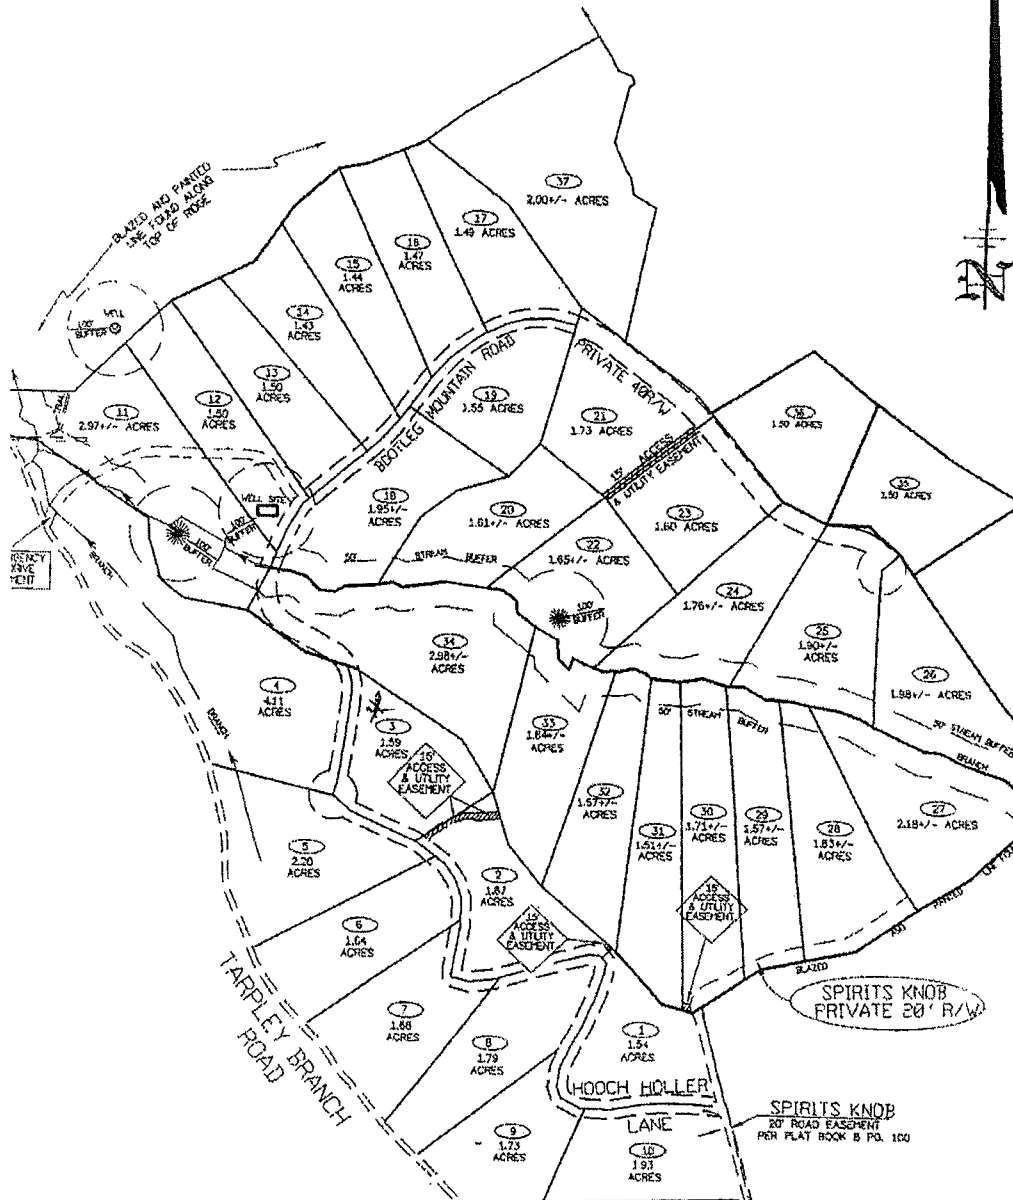 BLAZED AND PAINTED
LINE FOUND ALONG
TOP OF RIDGE
N
37
2.00+/- ACRES
17
1.49 ACRES
16
1.47
ACRES
15
1.44
ACRES
14
1.43
ACRES
13
1.50
ACRES
12
1.50
ACRES
11
2.97+/- ACRES
WELL
100'
BUFFER
BOOTLEG MOUNTAIN ROAD
PRIVATE 40R/W
19
1.55 ACRES
21
1.73 ACRES
15' ACCESS
& UTILITY EASEMENT
1.50 ACRES
35
1.50 ACRES
18
1.95+/-
ACRES
20
1.61+/- ACRES
23
1.60 ACRES
22
1.65+/- ACRES
WELL SITE
100'
BUFFER
100'
BUFFER
50' STREAM BUFFER
100'
BUFFER
24
1.76+/- ACRES
25
1.90+/-
ACRES
26
1.98+/- ACRES
50' STREAM BUFFER
BRANCH
BRANCH
BRANCH
34
2.98+/-
ACRES
4
4.11
ACRES
3
1.59
ACRES
15'
ACCESS
& UTILITY
EASEMENT
33
1.64+/-
ACRES
50' STREAM BUFFER
32
1.57+/-
ACRES
31
1.51+/-
ACRES
30
1.71+/-
ACRES
29
1.57+/-
ACRES
28
1.83+/-
ACRES
27
2.18+/- ACRES
5
2.20
ACRES
2
1.87
ACRES
15'
ACCESS
& UTILITY
EASEMENT
15'
ACCESS
& UTILITY
EASEMENT
6
1.64
ACRES
7
1.68
ACRES
8
1.79
ACRES
9
1.73
ACRES
10
1.93
ACRES
1
1.54
ACRES
BLAZED
AND
PAINTED
LINE
SPIRITS KNOB
PRIVATE 20' R/W
TARPLEY BRANCH
ROAD
HOOCH HOLLER
LANE
SPIRITS KNOB
20' ROAD EASEMENT
PER PLAT BOOK 8 PG. 100